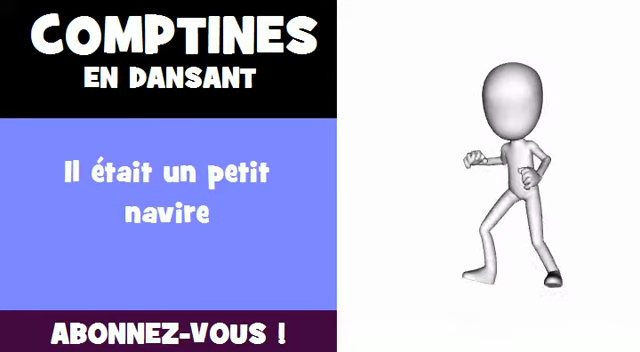 COMPTINES
EN DANSANT
Il était un petit
navire
ABONNEZ-VOUS !